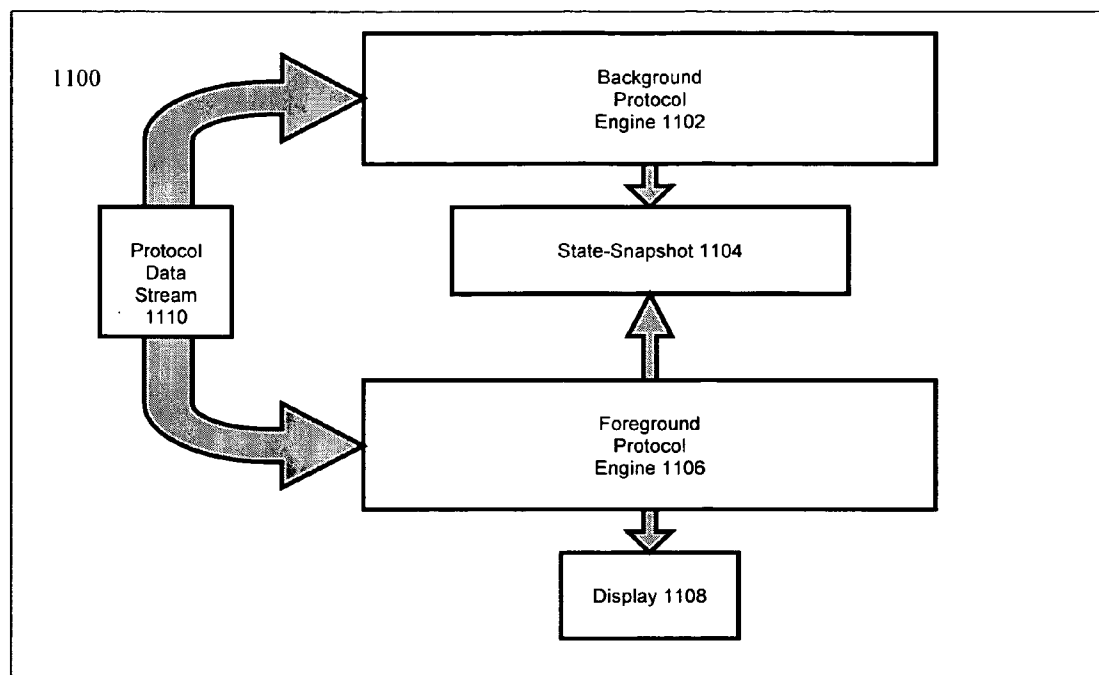 1100
Background
Protocol
Engine 1102
State-Snapshot 1104
Protocol
Data
Stream
1110
Foreground
Protocol
Engine 1106
Display 1108